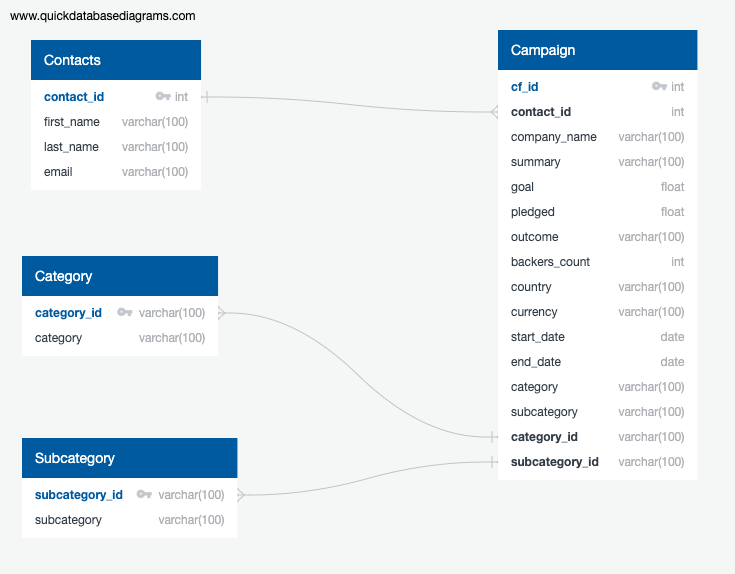 www.quickdatabasediagrams.com
Contacts
contact_id int
first_name varchar(100)
last_name varchar(100)
email varchar(100)
Campaign
cf_id int
contact_id int
company_name varchar(100)
summary varchar(100)
goal float
pledged float
outcome varchar(100)
backers_count int
country varchar(100)
currency varchar(100)
start_date date
end_date date
category varchar(100)
subcategory varchar(100)
category_id varchar(100)
subcategory_id varchar(100)
Category
category_id varchar(100)
category varchar(100)
Subcategory
subcategory_id varchar(100)
subcategory varchar(100)